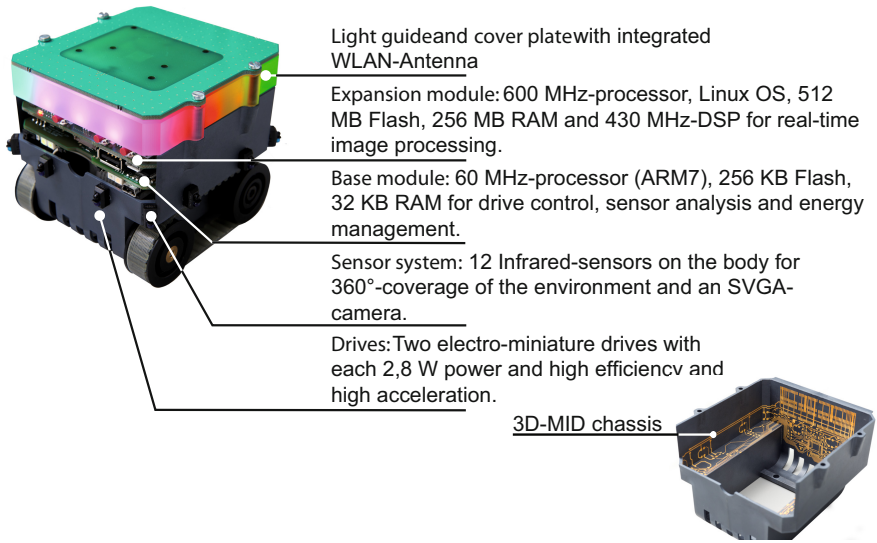 Light guideand cover platewith integrated
WLAN-Antenna
Expansion module: 600 MHz-processor, Linux OS, 512
MB Flash, 256 MB RAM and 430 MHz-DSP for real-time
image processing.
Base module: 60 MHz-processor (ARM7), 256 KB Flash,
32 KB RAM for drive control, sensor analysis and energy
management.
Sensor system: 12 Infrared-sensors on the body for
360°-coverage of the environment and an SVGA-
camera.
Drives:Two electro-miniature drives with
each 2,8 W power and high efficiency and
high acceleration.
3D-MID chassis